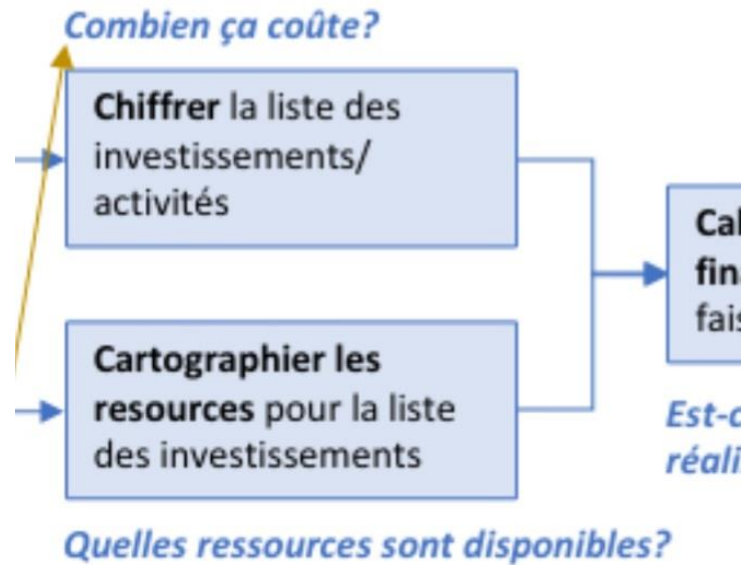 Combien ça coûte?
Chiffrer la liste des
investissements/
activités
Cartographier les
resources pour la liste
des investissements
Quelles ressources sont disponibles?